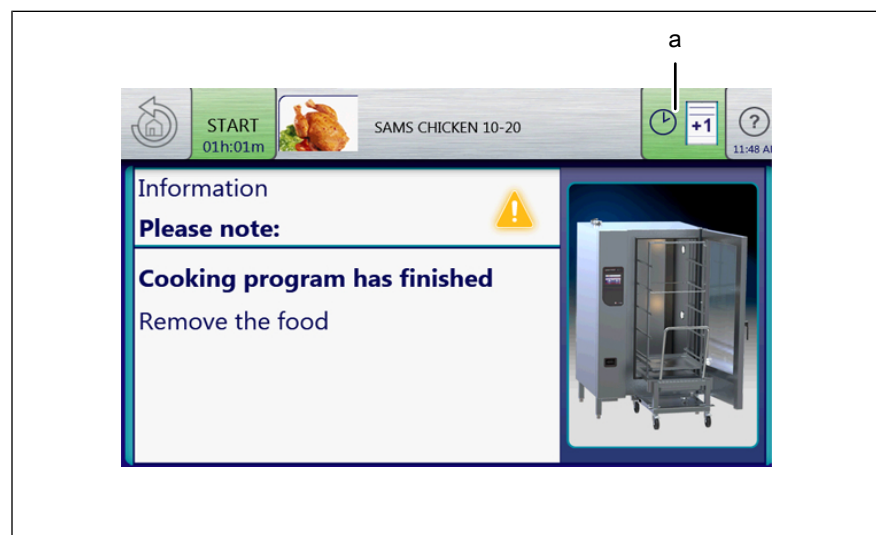 a
START
01h:01m
SAMS CHICKEN 10-20
+1
?
11:48 A
Information
Please note:
Cooking program has finished
Remove the food